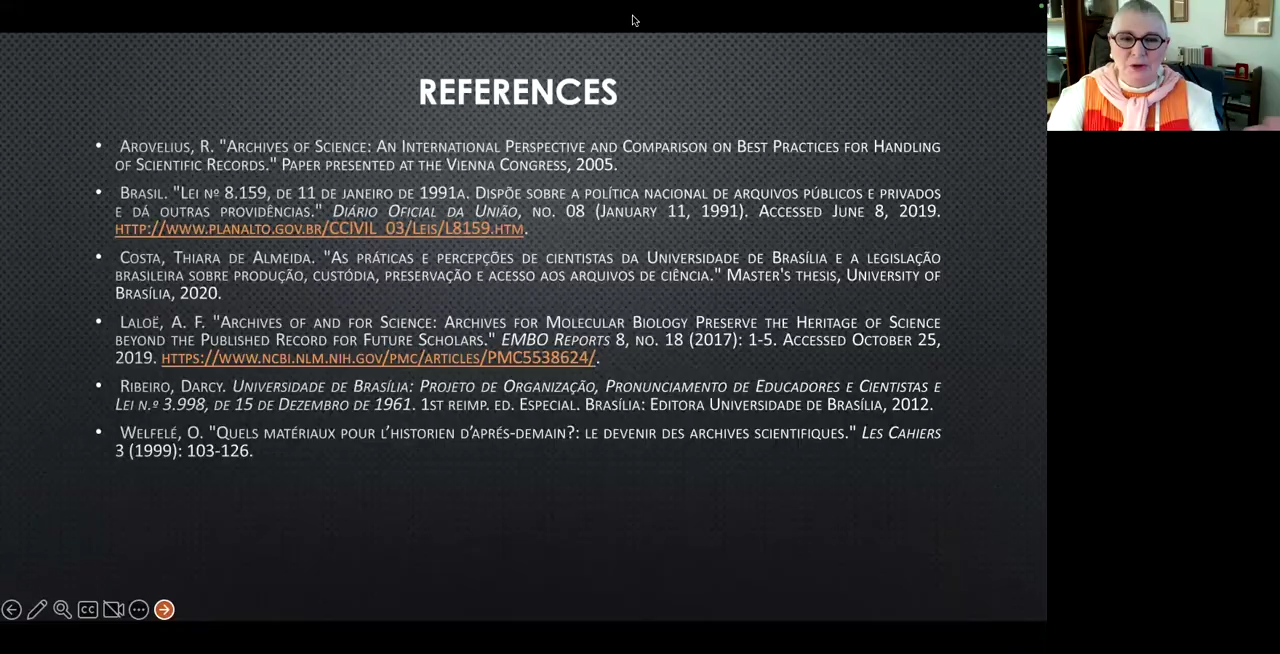 REFERENCES
• Arovelius, R. "Archives of Science: An International Perspective and Comparison on Best Practices for Handling
of Scientific Records." Paper presented at the Vienna Congress, 2005.
• Brasil. "Lei nº 8.159, de 11 de janeiro de 1991a. Dispõe sobre a política nacional de arquivos públicos e privados
e dá outras providências." Diário Oficial da União, no. 08 (January 11, 1991). Accessed June 8, 2019.
http://www.planalto.gov.br/CCIVIL_03/Leis/L8159.htm.
• Costa, Thiara de Almeida. "As práticas e percepções de cientistas da Universidade de Brasília e a legislação
brasileira sobre produção, custódia, preservação e acesso aos arquivos de ciência." Master's thesis, University of
Brasília, 2020.
• Laloë, A. F. "Archives of and for Science: Archives for Molecular Biology Preserve the Heritage of Science
beyond the Published Record for Future Scholars." EMBO Reports 8, no. 18 (2017): 1-5. Accessed October 25,
2019. https://www.ncbi.nlm.nih.gov/pmc/articles/PMC5538624/.
• Ribeiro, Darcy. Universidade de Brasília: Projeto de Organização, Pronunciamento de Educadores e Cientistas e
Lei n.º 3.998, de 15 de Dezembro de 1961. 1st reimp. ed. Especial. Brasília: Editora Universidade de Brasília, 2012.
• Welfelé, O. "Quels matériaux pour l’historien d’aprés-demain?: le devenir des archives scientifiques." Les Cahiers
3 (1999): 103-126.
CC